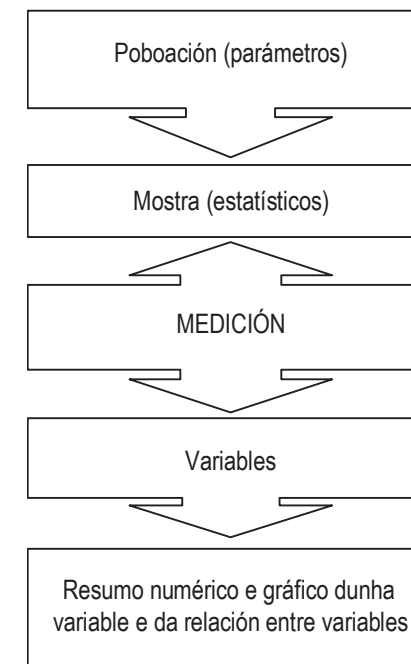 Poboación (parámetros)
Mostra (estatísticos)
MEDICIÓN
Variables
Resumo numérico e gráfico dunha
variable e da relación entre variables